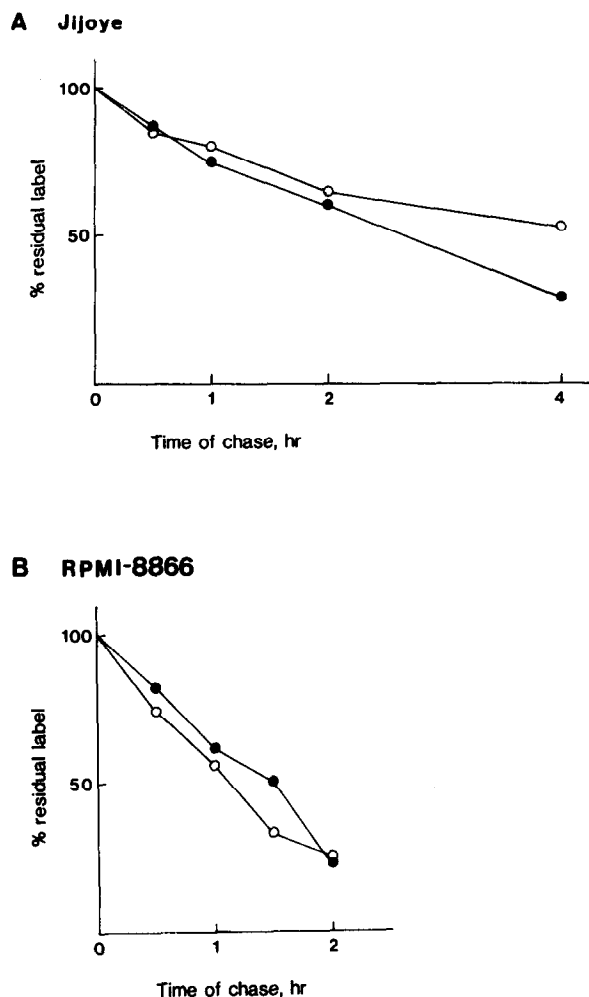 A Jijoye
100
50
% residual label
0 1 2 4
Time of chase, hr
B RPMI-8866
100
50
% residual label
0 1 2
Time of chase, hr